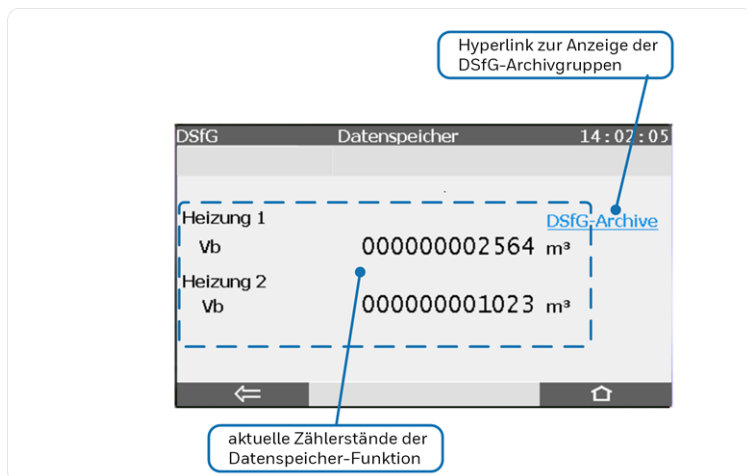 Hyperlink zur Anzeige der
DSfG-Archivgruppen
DSfG Datenspeicher 14:02:05
Heizung 1
DSfG-Archive
Vb 000000002564 m³
Heizung 2
Vb 000000001023 m³
aktuelle Zählerstände der
Datenspeicher-Funktion